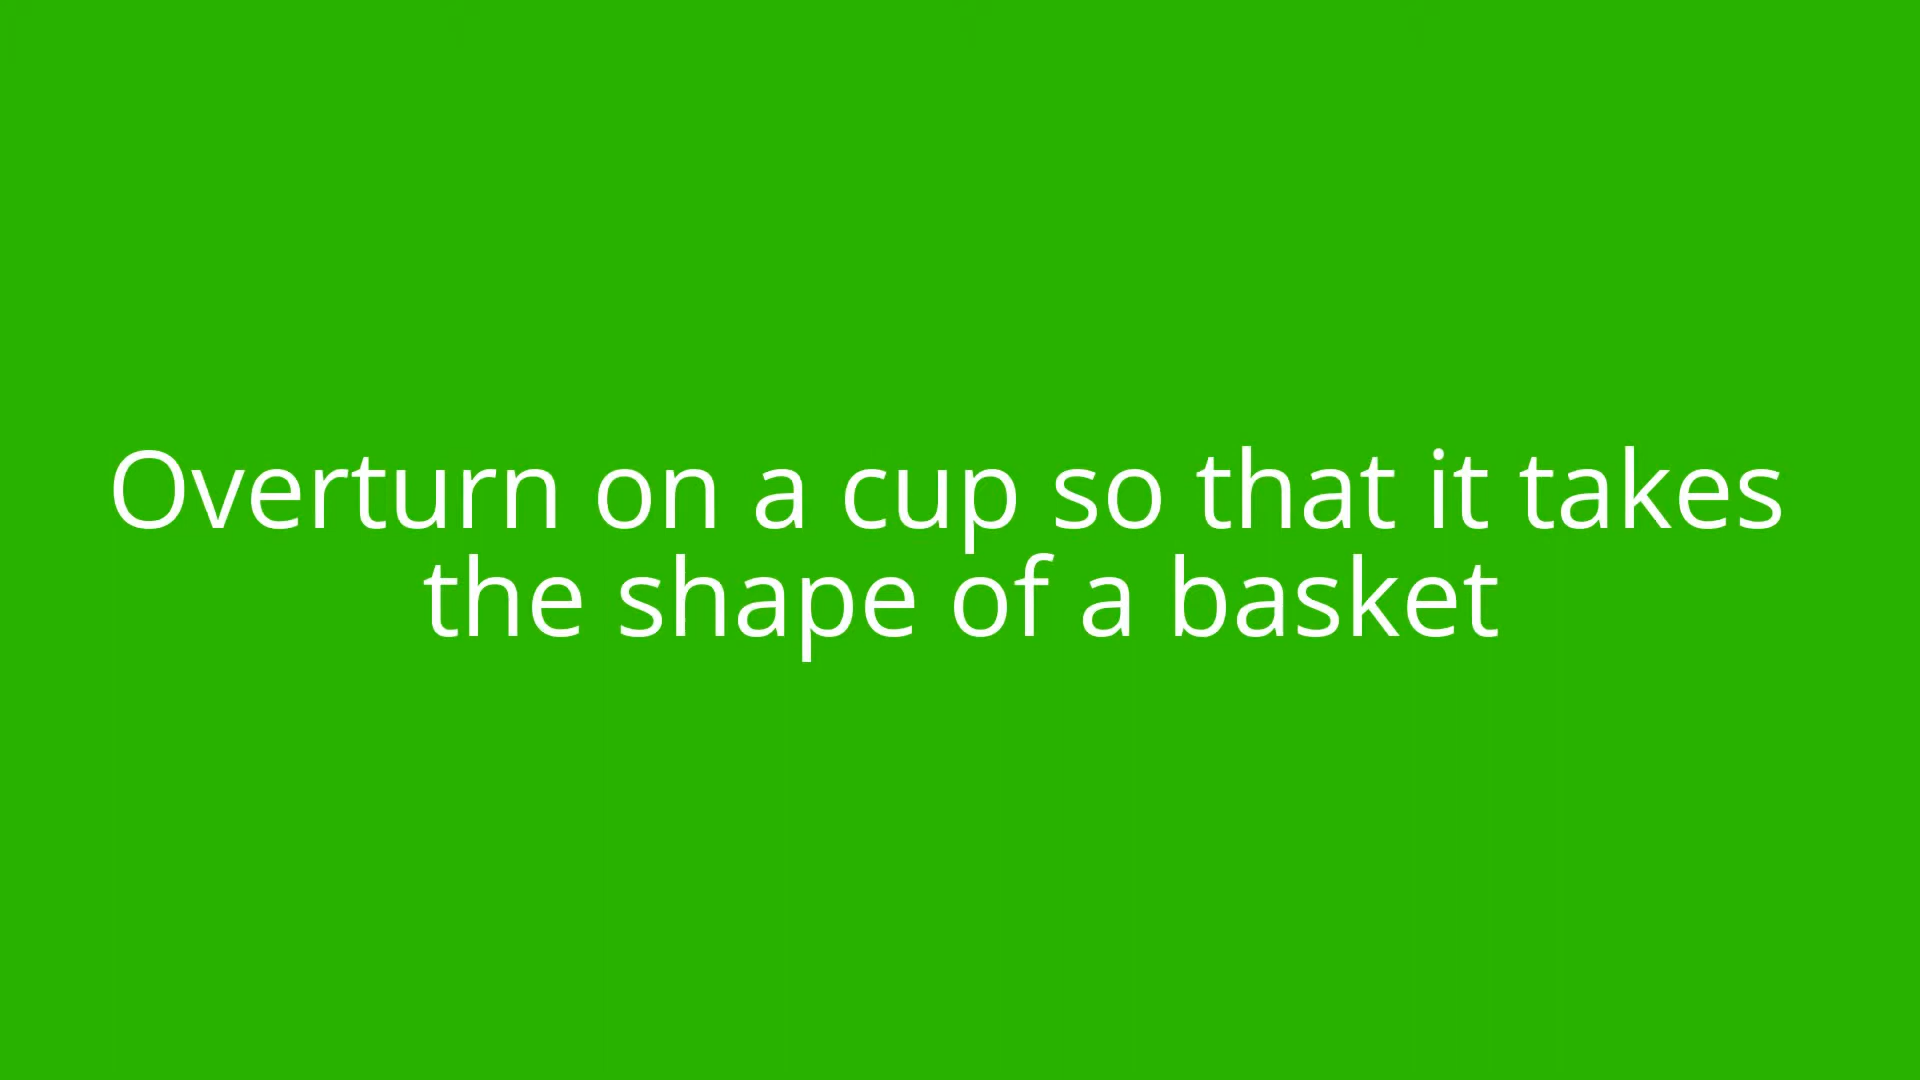 Overturn on a cup so that it takes
the shape of a basket